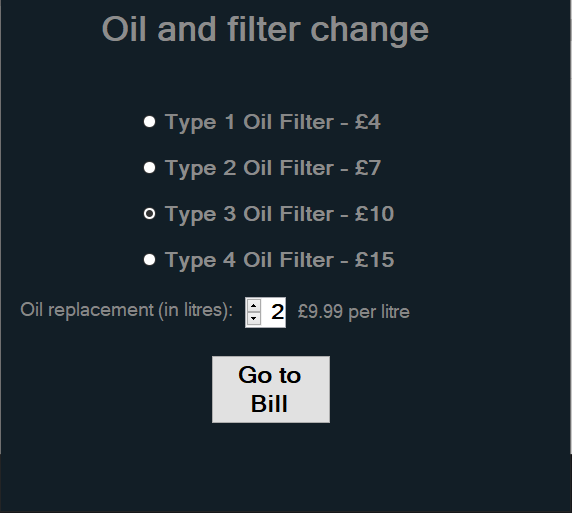 Oil and filter change
Type 1 Oil Filter - £4
Type 2 Oil Filter - £7
Type 3 Oil Filter - £10
Type 4 Oil Filter - £15
Oil replacement (in litres): 2 £9.99 per litre
Go to
Bill